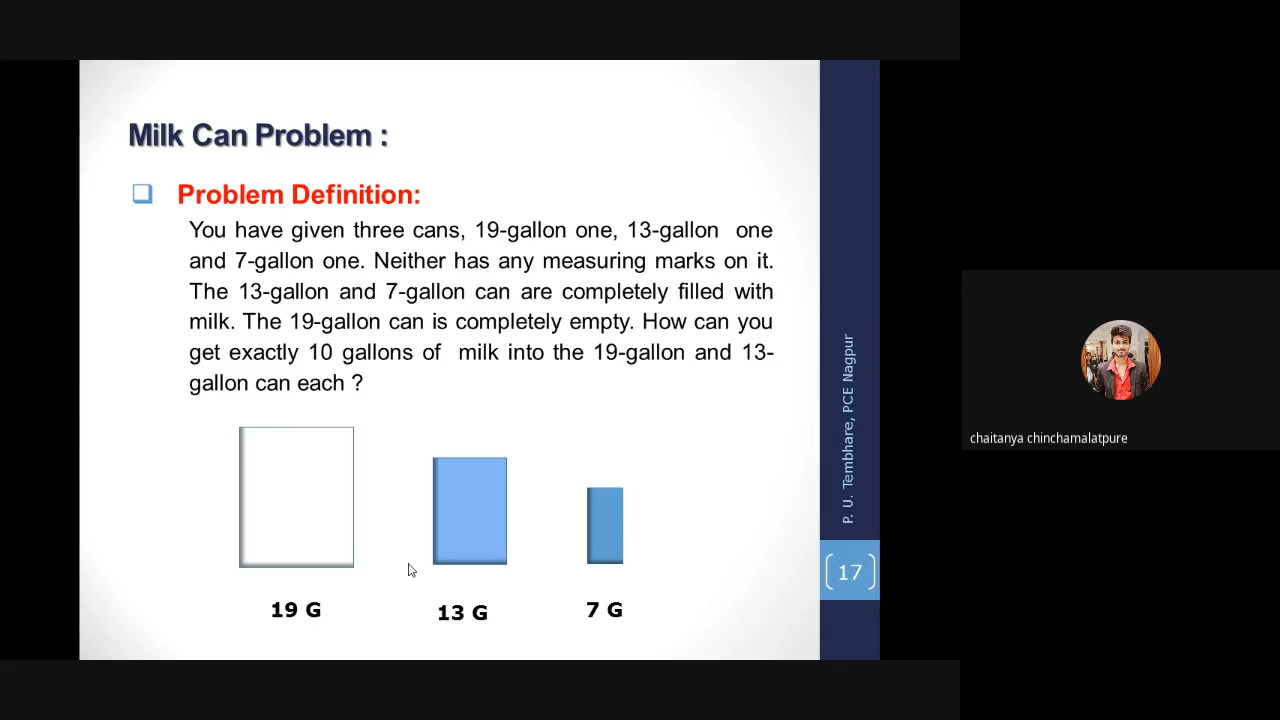 Milk Can Problem :
Problem Definition:
You have given three cans, 19-gallon one, 13-gallon one
and 7-gallon one. Neither has any measuring marks on it.
The 13-gallon and 7-gallon can are completely filled with
milk. The 19-gallon can is completely empty. How can you
get exactly 10 gallons of milk into the 19-gallon and 13-
gallon can each ?
19 G
13 G
7 G
P. U. Tembhare, PCE Nagpur
17
chaitanya chinchamalatpure